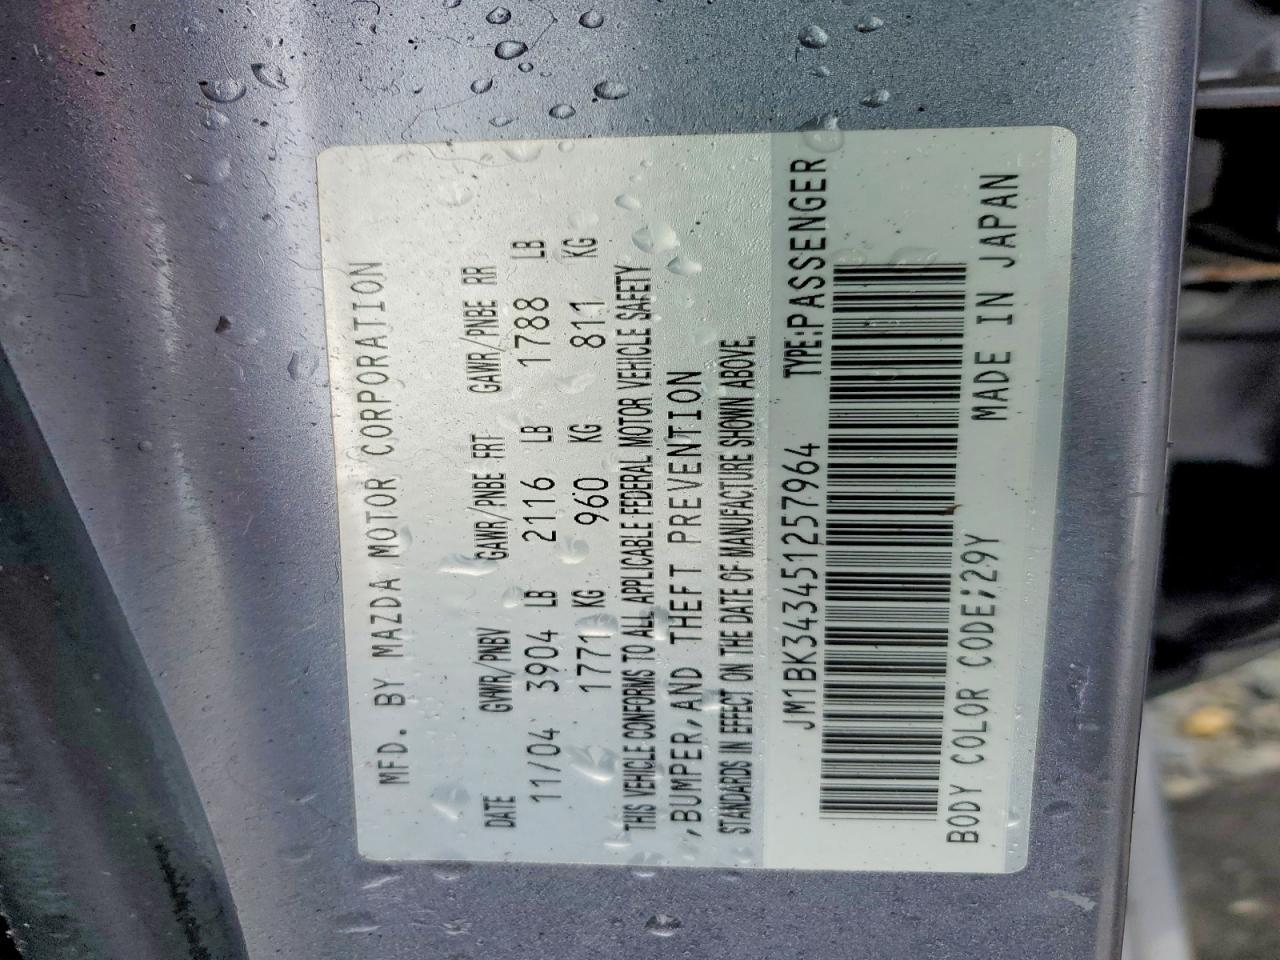 MFD. BY MAZDA MOTOR CORPORATION
DATE GVWR/PNBV GAWR/PNBE FRT GAWR/PNBE RR
11/04 3904 LB 2116 LB 1788 LB
1771 KG 960 KG 811 KG
THIS VEHICLE CONFORMS TO ALL APPLICABLE FEDERAL MOTOR VEHICLE SAFETY
,BUMPER,AND THEFT PREVENTION
STANDARDS IN EFFECT ON THE DATE OF MANUFACTURE SHOWN ABOVE.
JM1BK343451257964 TYPE:PASSENGER
BODY COLOR CODE;29Y MADE IN JAPAN